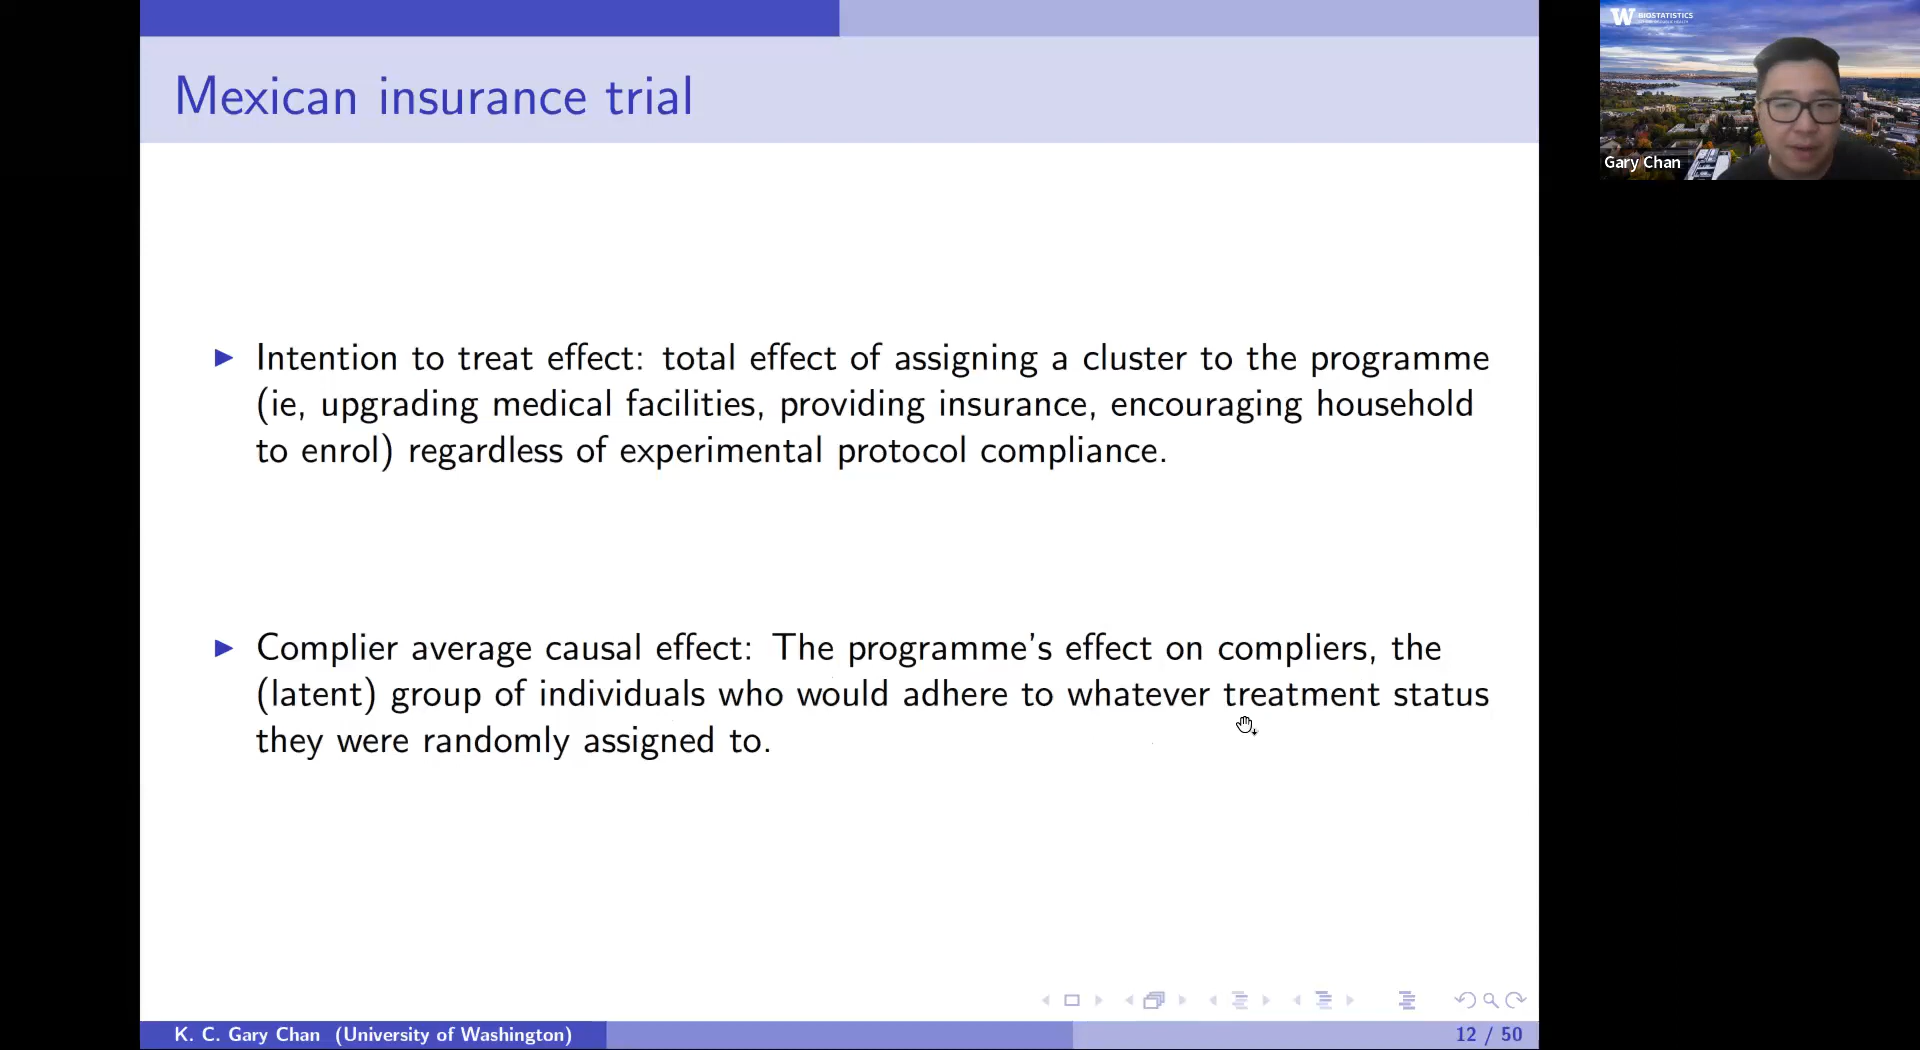 Mexican insurance trial
Intention to treat effect: total effect of assigning a cluster to the programme
(ie, upgrading medical facilities, providing insurance, encouraging household
to enrol) regardless of experimental protocol compliance.
Complier average causal effect: The programme's effect on compliers, the
(latent) group of individuals who would adhere to whatever treatment status
they were randomly assigned to.
K. C. Gary Chan (University of Washington)
12 / 50
W BIOSTATISTICS
Gary Chan